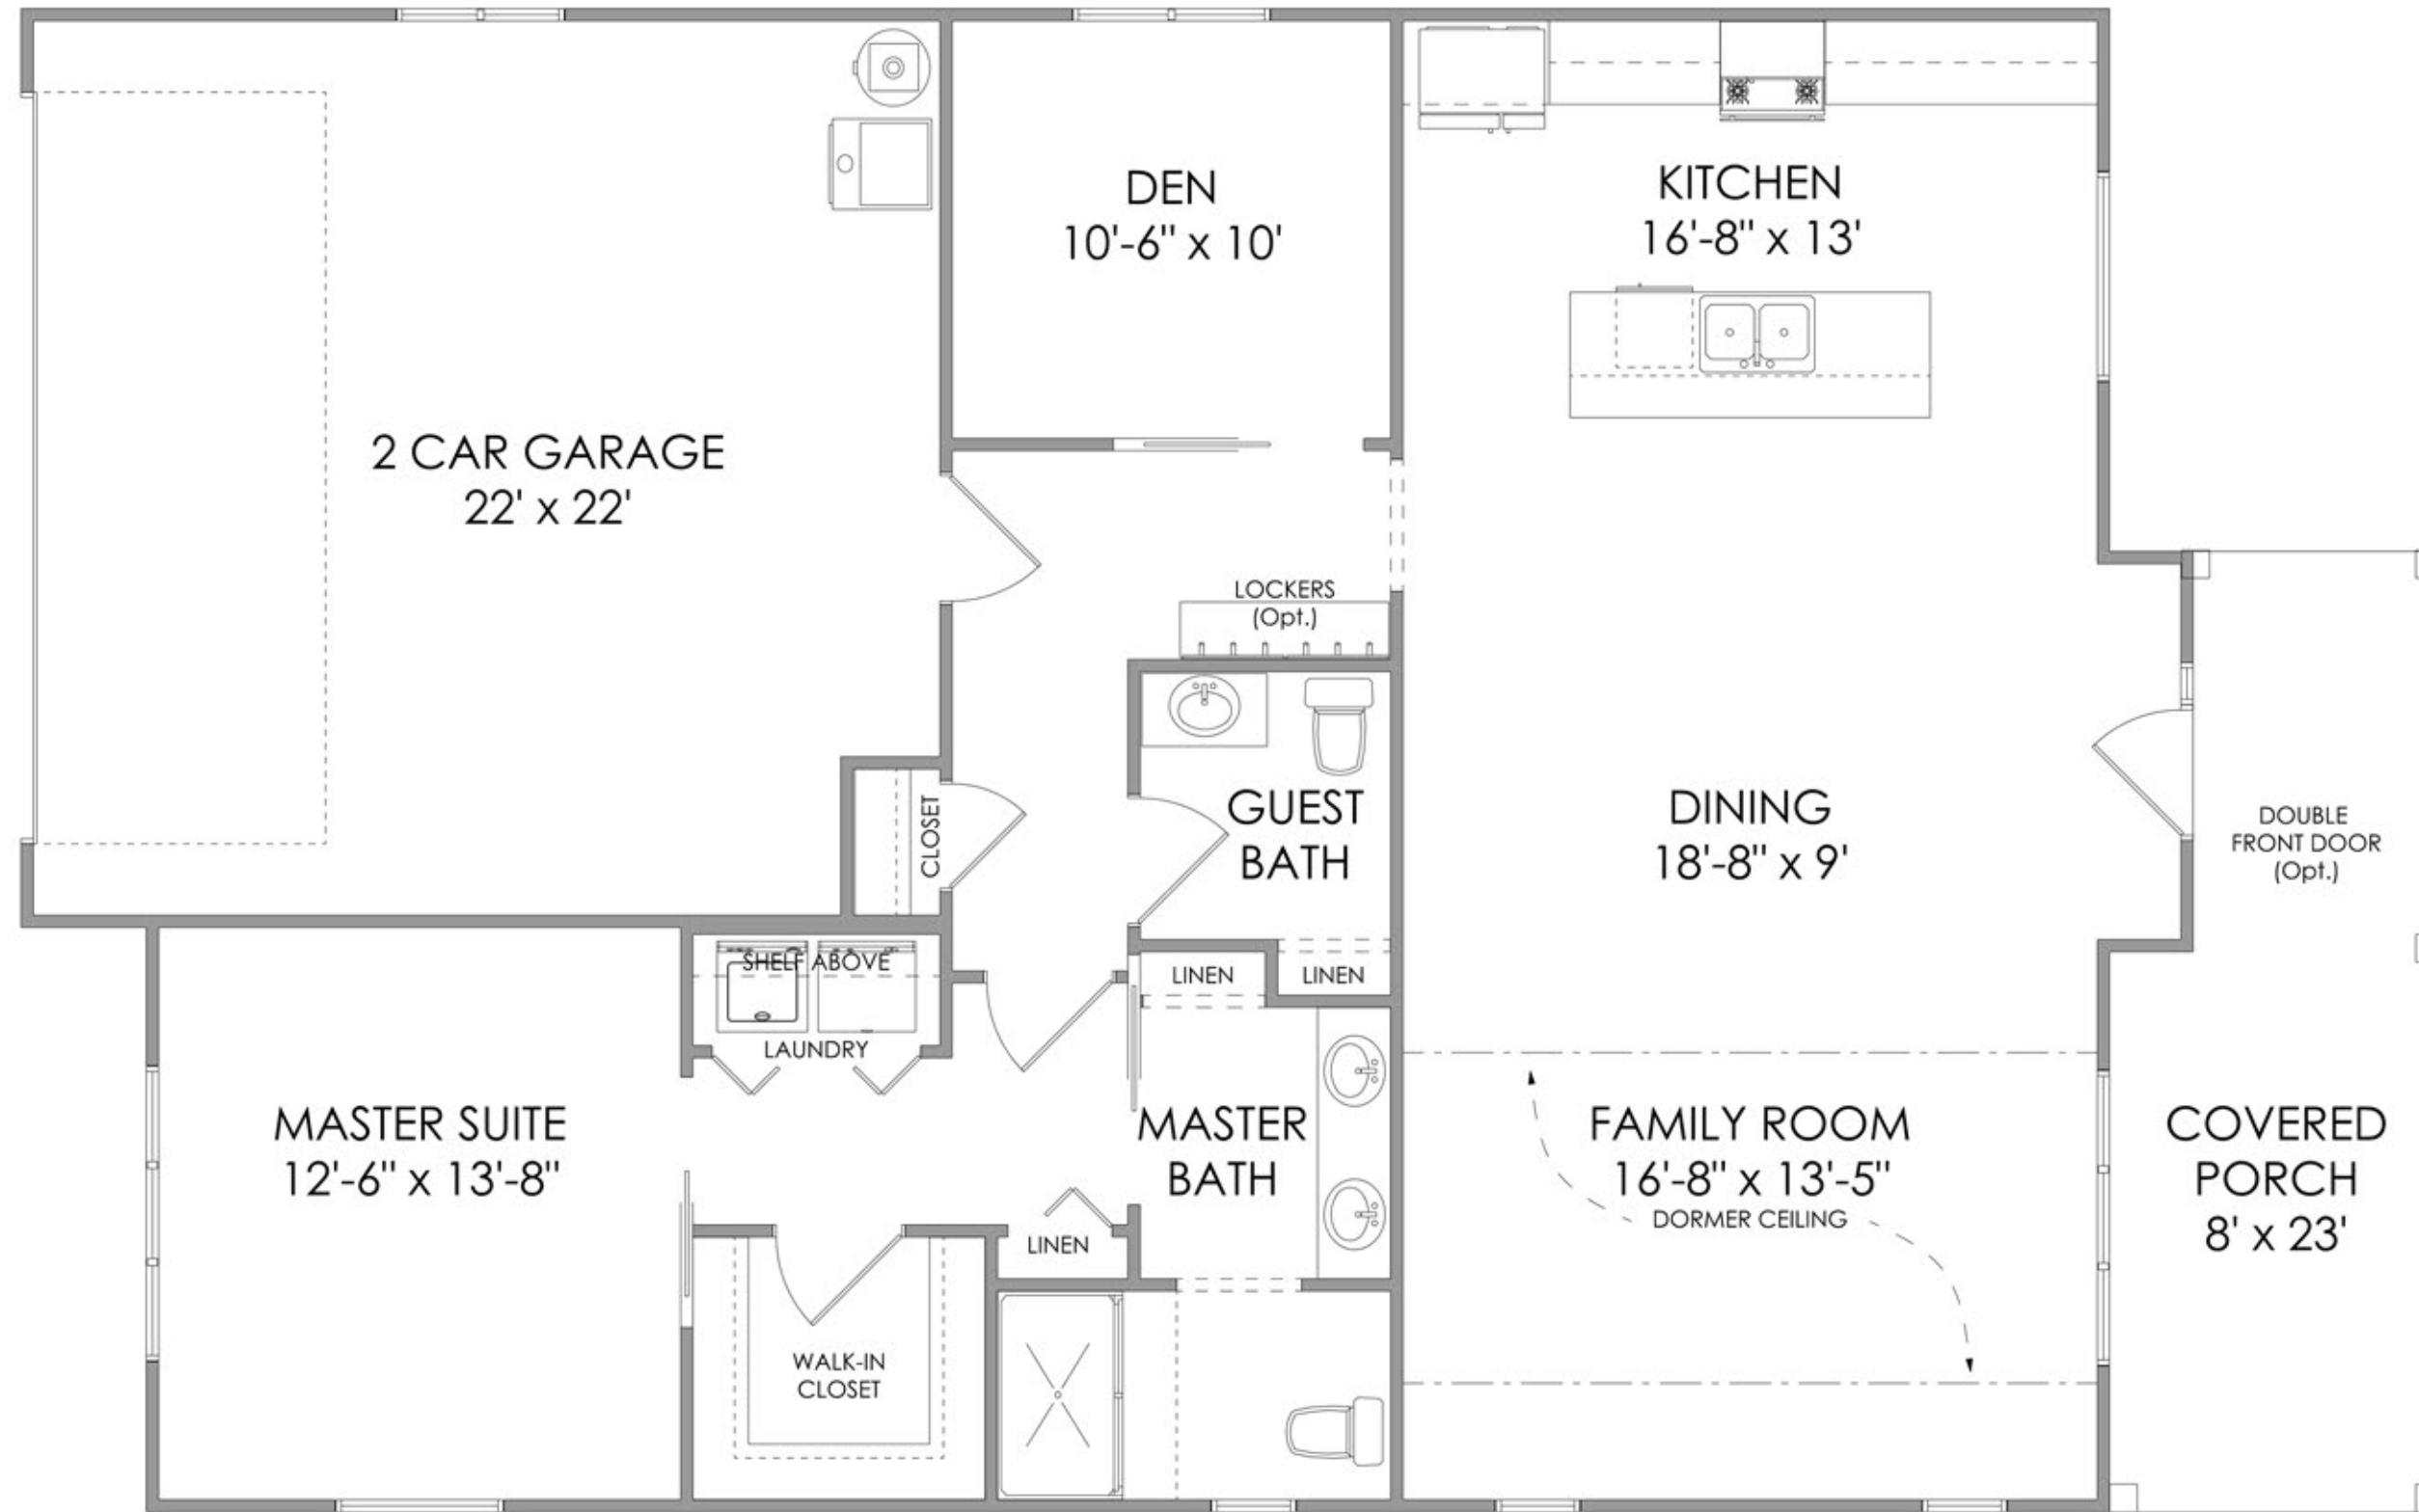 DEN
10'-6" x 10'
KITCHEN
16'-8" x 13'
2 CAR GARAGE
22' x 22'
LOCKERS
(Opt.)
CLOSET
GUEST
BATH
DINING
18'-8" x 9'
DOUBLE
FRONT DOOR
(Opt.)
SHELF ABOVE
LINEN
LINEN
LAUNDRY
MASTER SUITE
12'-6" x 13'-8"
MASTER
BATH
FAMILY ROOM
16'-8" x 13'-5"
DORMER CEILING
COVERED
PORCH
8' x 23'
LINEN
WALK-IN
CLOSET